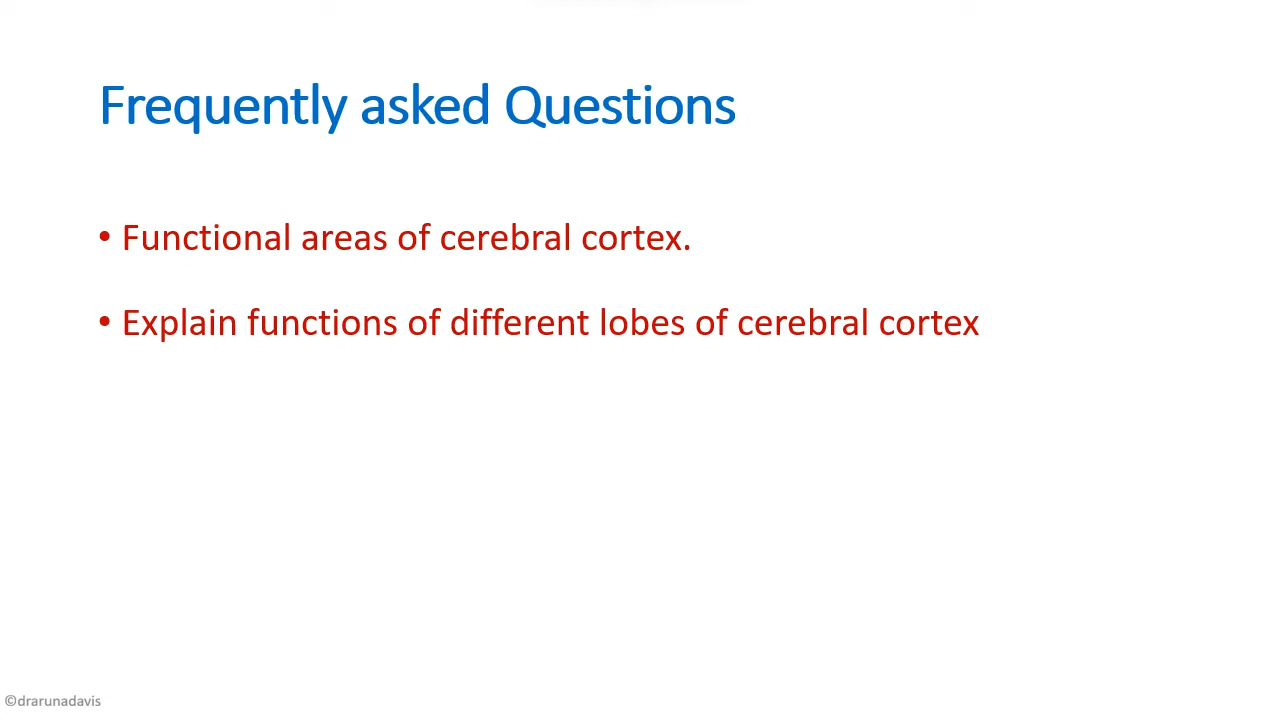 Frequently asked Questions
• Functional areas of cerebral cortex.
• Explain functions of different lobes of cerebral cortex
©drarunadavis